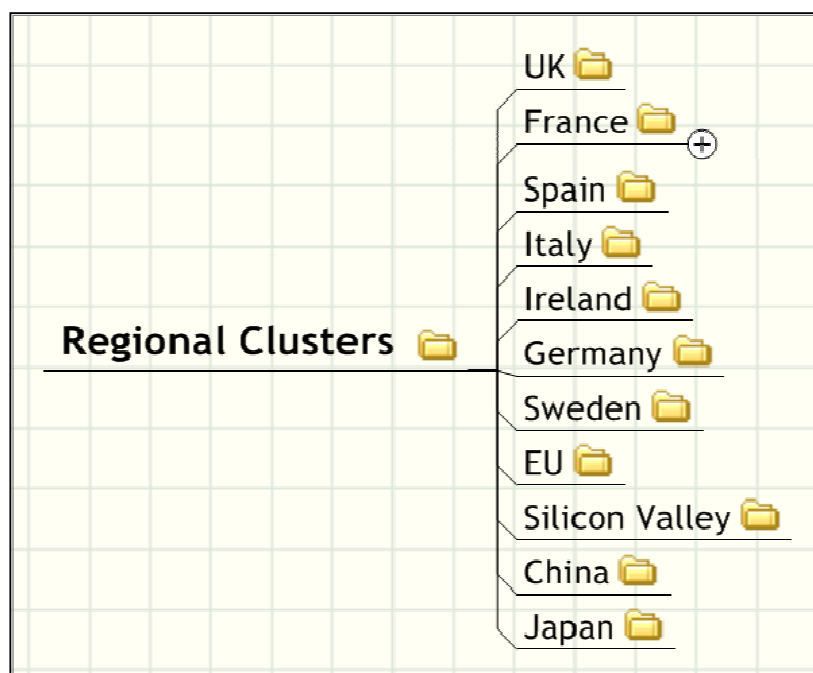 UK
France
Spain
Italy
Ireland
Regional Clusters
Germany
Sweden
EU
Silicon Valley
China
Japan